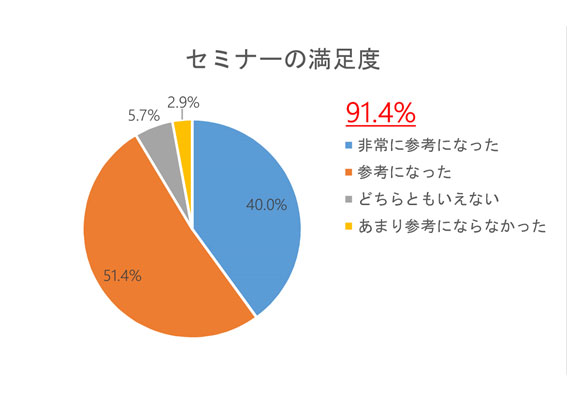 セミナーの満足度
2.9%
5.7%
91.4%
非常に参考になった
参考になった
どちらともいえない
あまり参考にならなかった
40.0%
51.4%